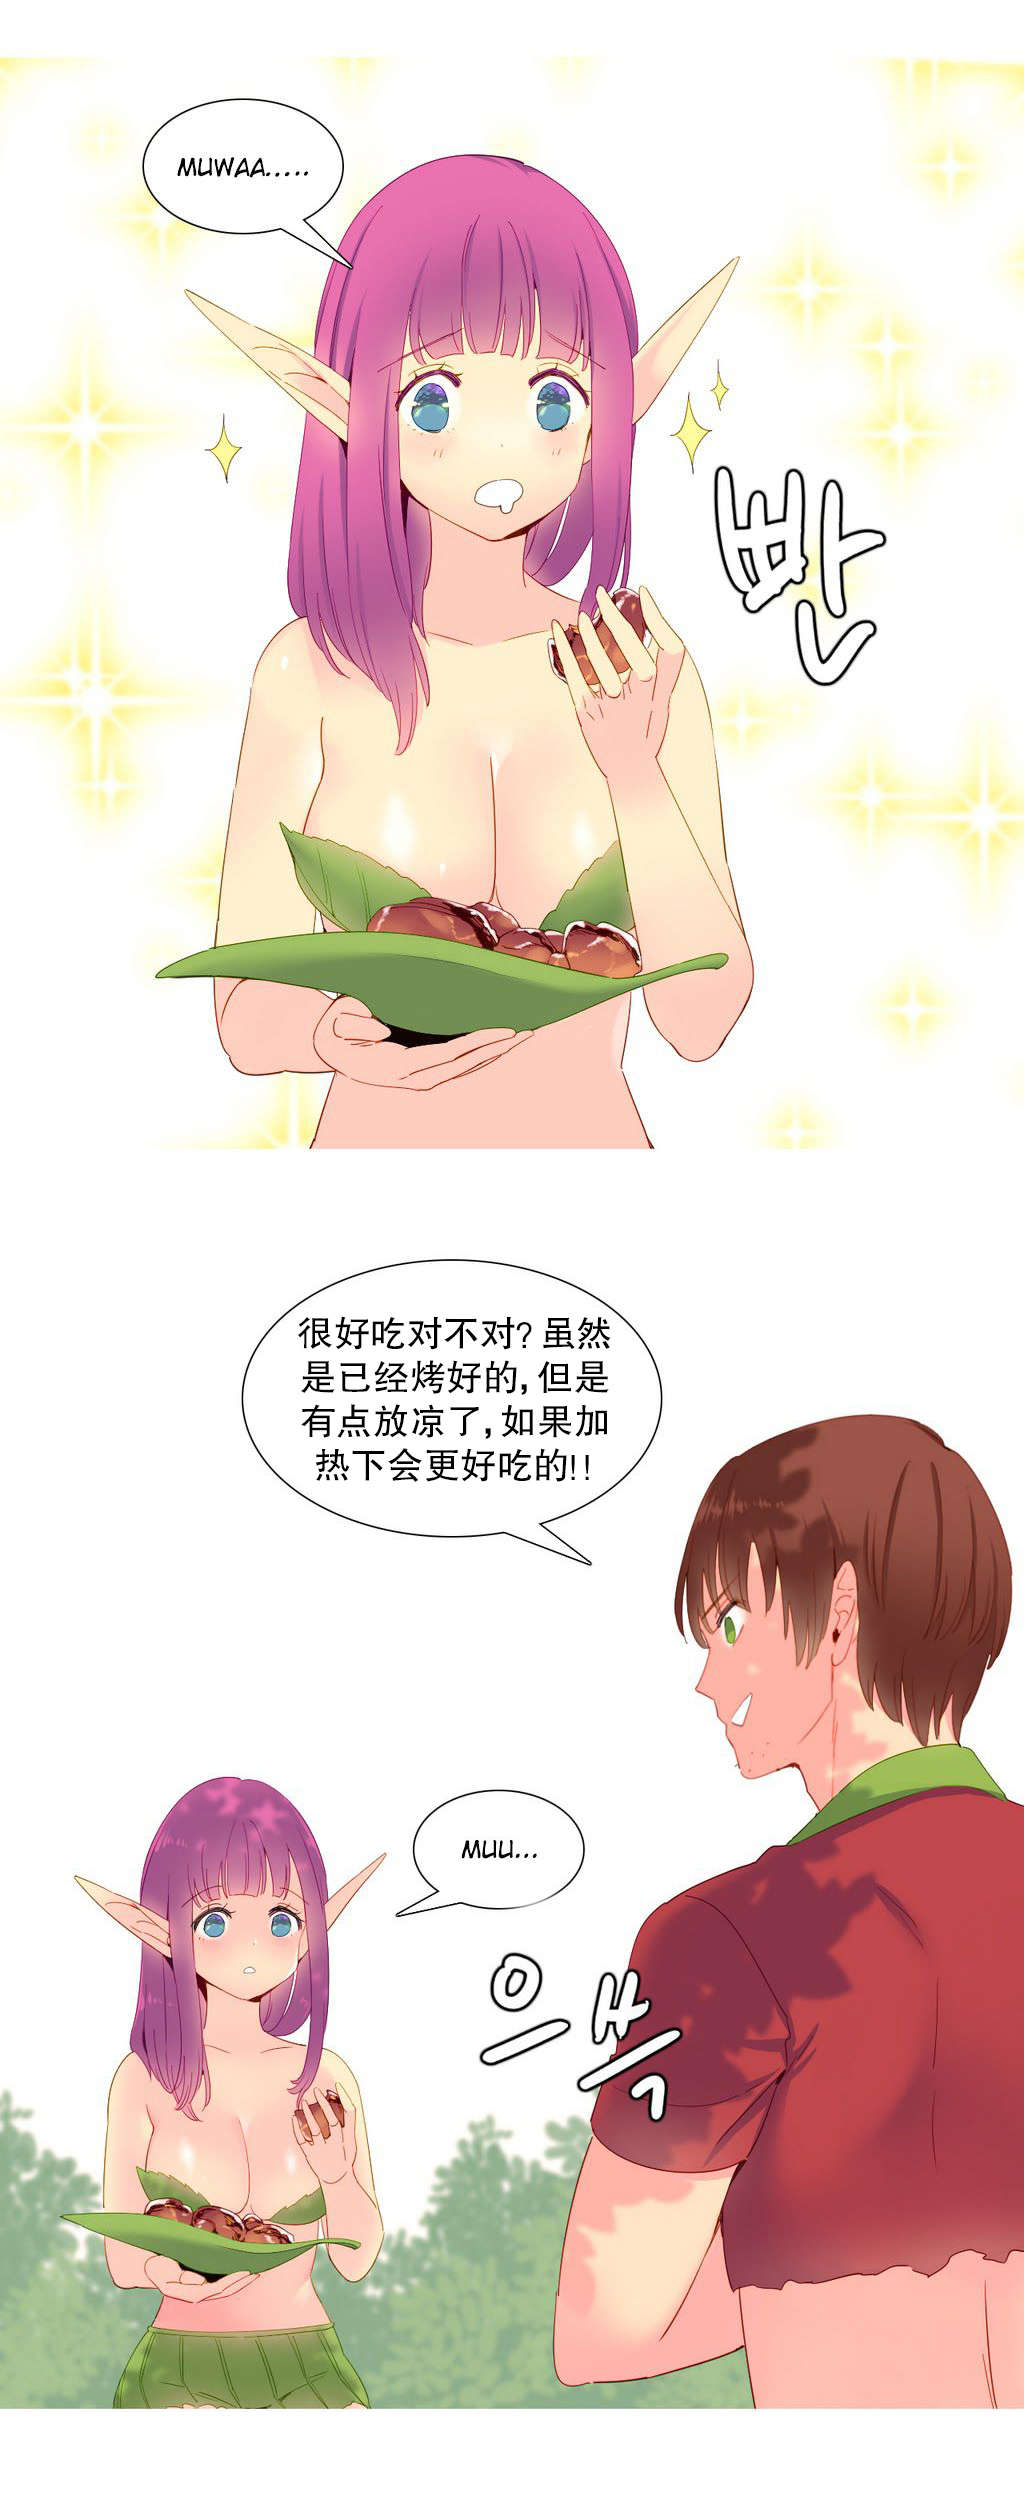 MUWAA.....
빤
很好吃对不对?虽然
是已经烤好的,但是
有点放凉了,如果加
热下会更好吃的!!
MUU...
으쓱